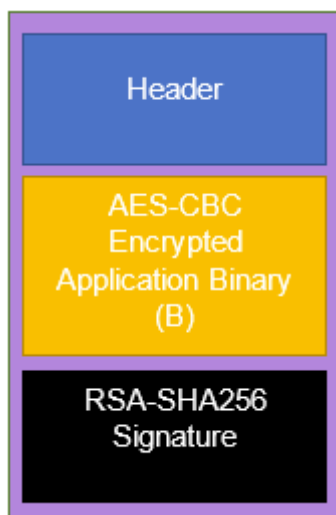 Header
AES-CBC
Encrypted
Application Binary
(B)
RSA-SHA256
Signature